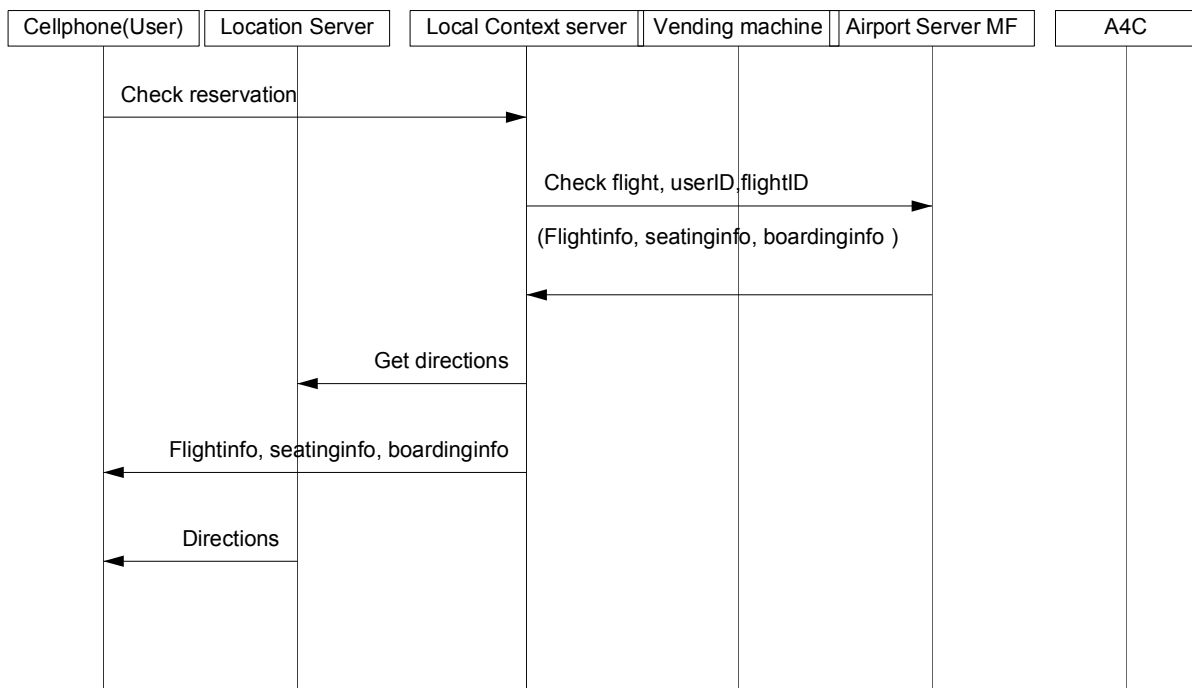 Cellphone(User)
Location Server
Local Context server
Vending machine
Airport Server MF
A4C
Check reservation
Check flight, userID,flightID
(Flightinfo, seatinginfo, boardinginfo )
Get directions
Flightinfo, seatinginfo, boardinginfo
Directions